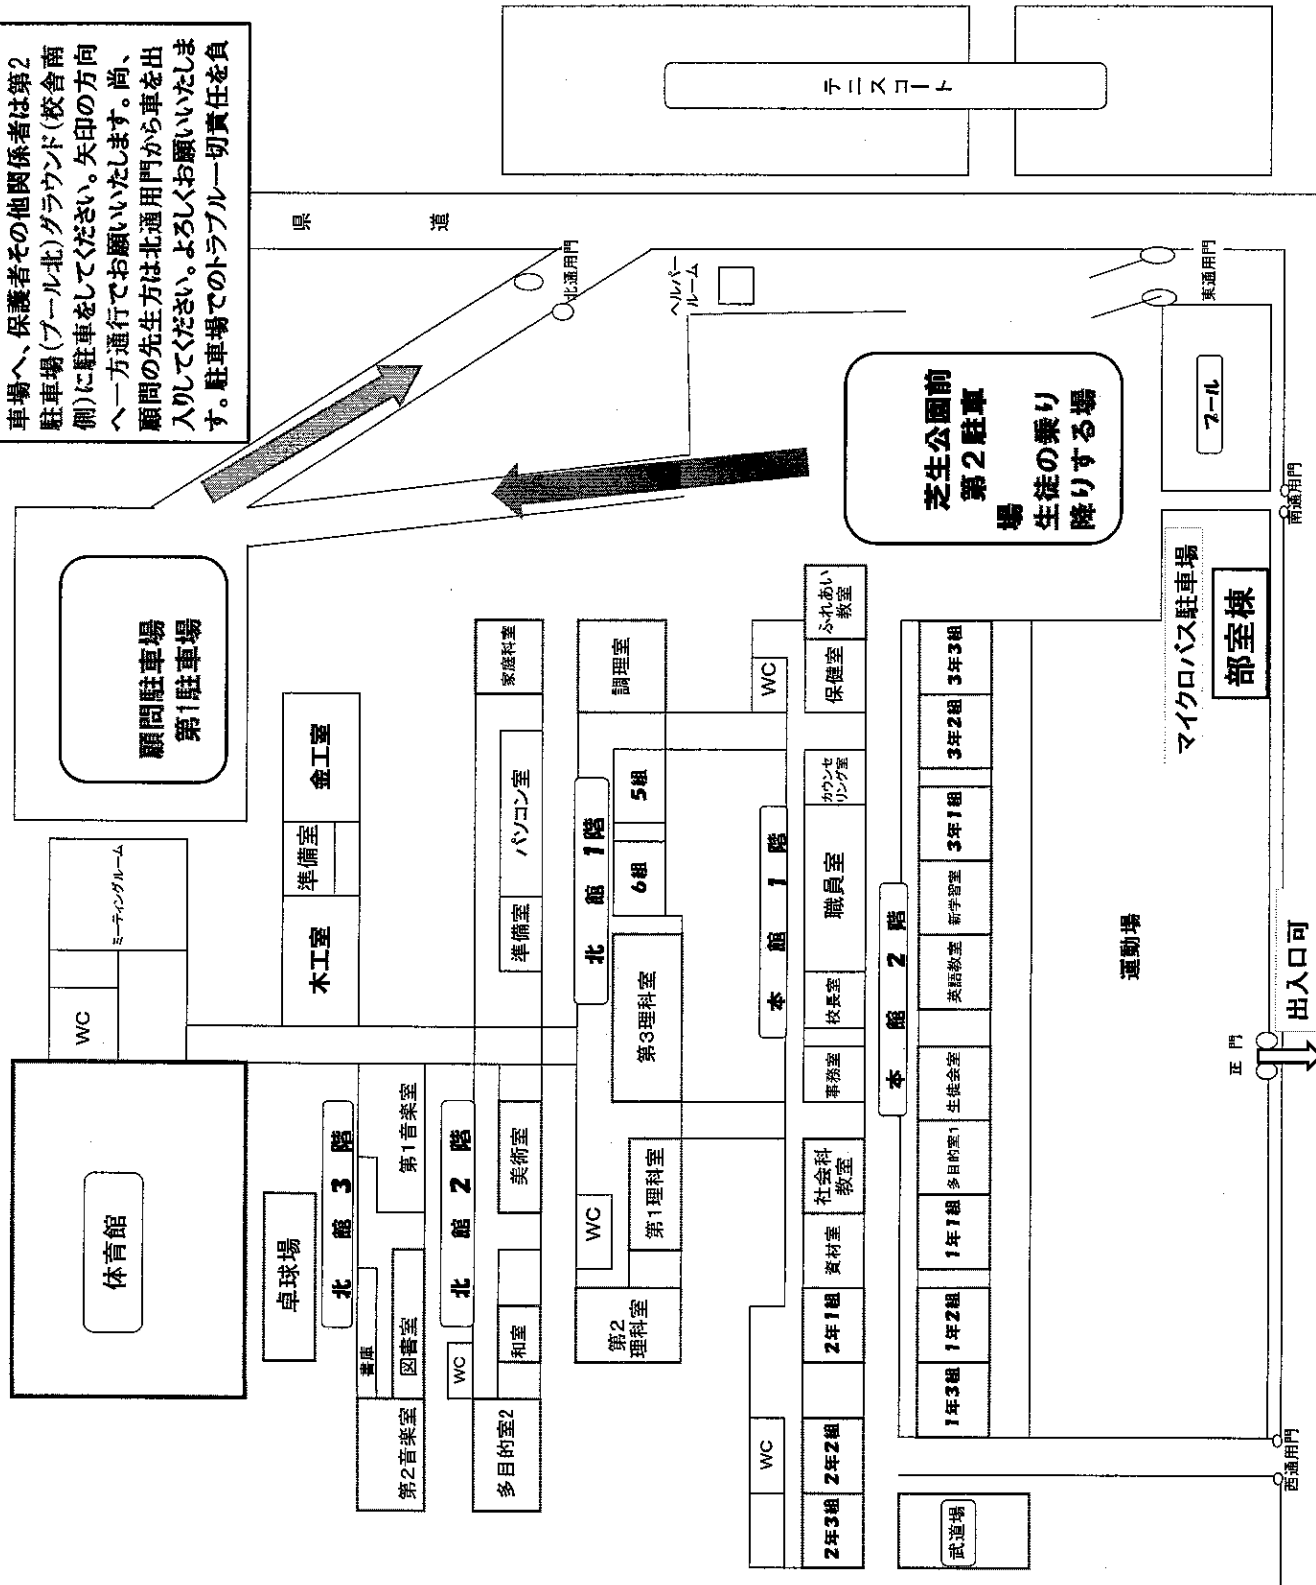 車場へ、保護者その他関係者は第2
駐車場(プール北)グラウンド(校舎南
側)に駐車をしてください。矢印の方向
へ一方通行でお願いいたします。尚、
顧問の先生方は北通用門から車を出
入りしてください。よろしくお願いいたしま
す。駐車場でのトラブル一切責任を負
テニスコート
県道
北通用門
ヘルパー
ルーム
東通用門
顧問駐車場
第1駐車場
芝生公園前
第2駐車
場
生徒の乗り
降りする場
プール
南通用門
マイクロバス駐車場
部室棟
体育館
WC
ミーティングルーム
卓球場
木工室
準備室
金工室
北館3階
書庫
第2音楽室
図書室
第1音楽室
北館2階
WC
多目的室2
和室
美術室
準備室
パソコン室
家庭科室
北館1階
WC
第2
理科室
第1理科室
第3理科室
6組
5組
調理室
本館1階
WC
WC
2年3組
2年2組
2年1組
資材室
社会科
教室
事務室
校長室
職員室
カウンセ
リング室
保健室
ふれあい
教室
本館2階
1年3組
1年2組
1年1組
多目的室1
生徒会室
英語教室
新学習室
3年1組
3年2組
3年3組
武道場
運動場
西通用門
正門
出入口可